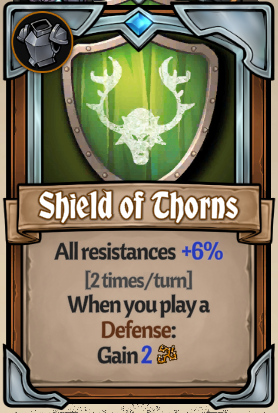 Shield of Thorns
All resistances +6%
[2 times/turn]
When you play a
Defense:
Gain 2